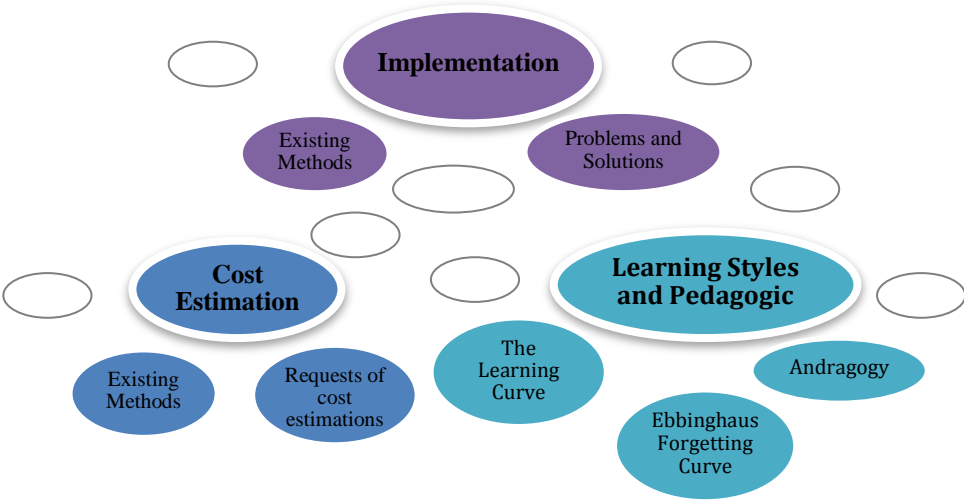 Implementation
Existing
Methods
Problems and
Solutions
Cost
Estimation
Learning Styles
and Pedagogic
Existing
Methods
Requests of
cost
estimations
The
Learning
Curve
Andragogy
Ebbinghaus
Forgetting
Curve